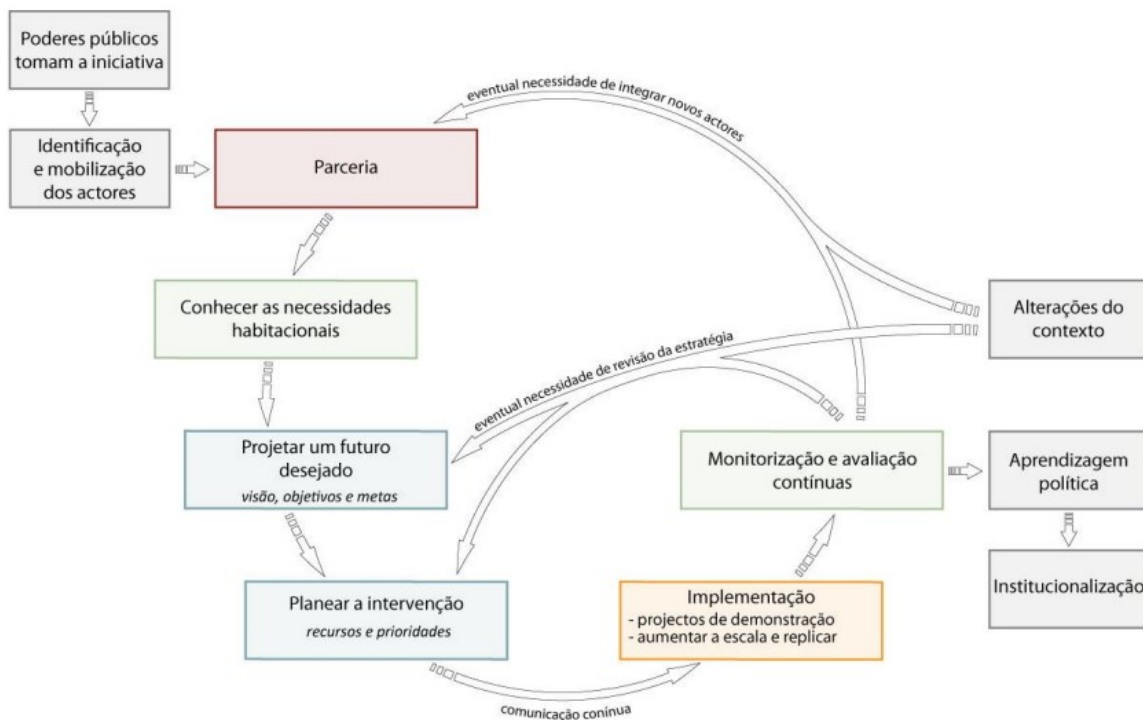 Poderes públicos
tomam a iniciativa
eventual necessidade de integrar novos actores
Identificação
e mobilização
dos actores
Parceria
Conhecer as necessidades
habitacionais
Alterações do
contexto
eventual necessidade de revisão da estratégia
Projetar um futuro
desejado
visão, objetivos e metas
Monitorização e avaliação
contínuas
Aprendizagem
política
Planear a intervenção
recursos e prioridades
Implementação
- projectos de demonstração
- aumentar a escala e replicar
Institucionalização
comunicação conínua